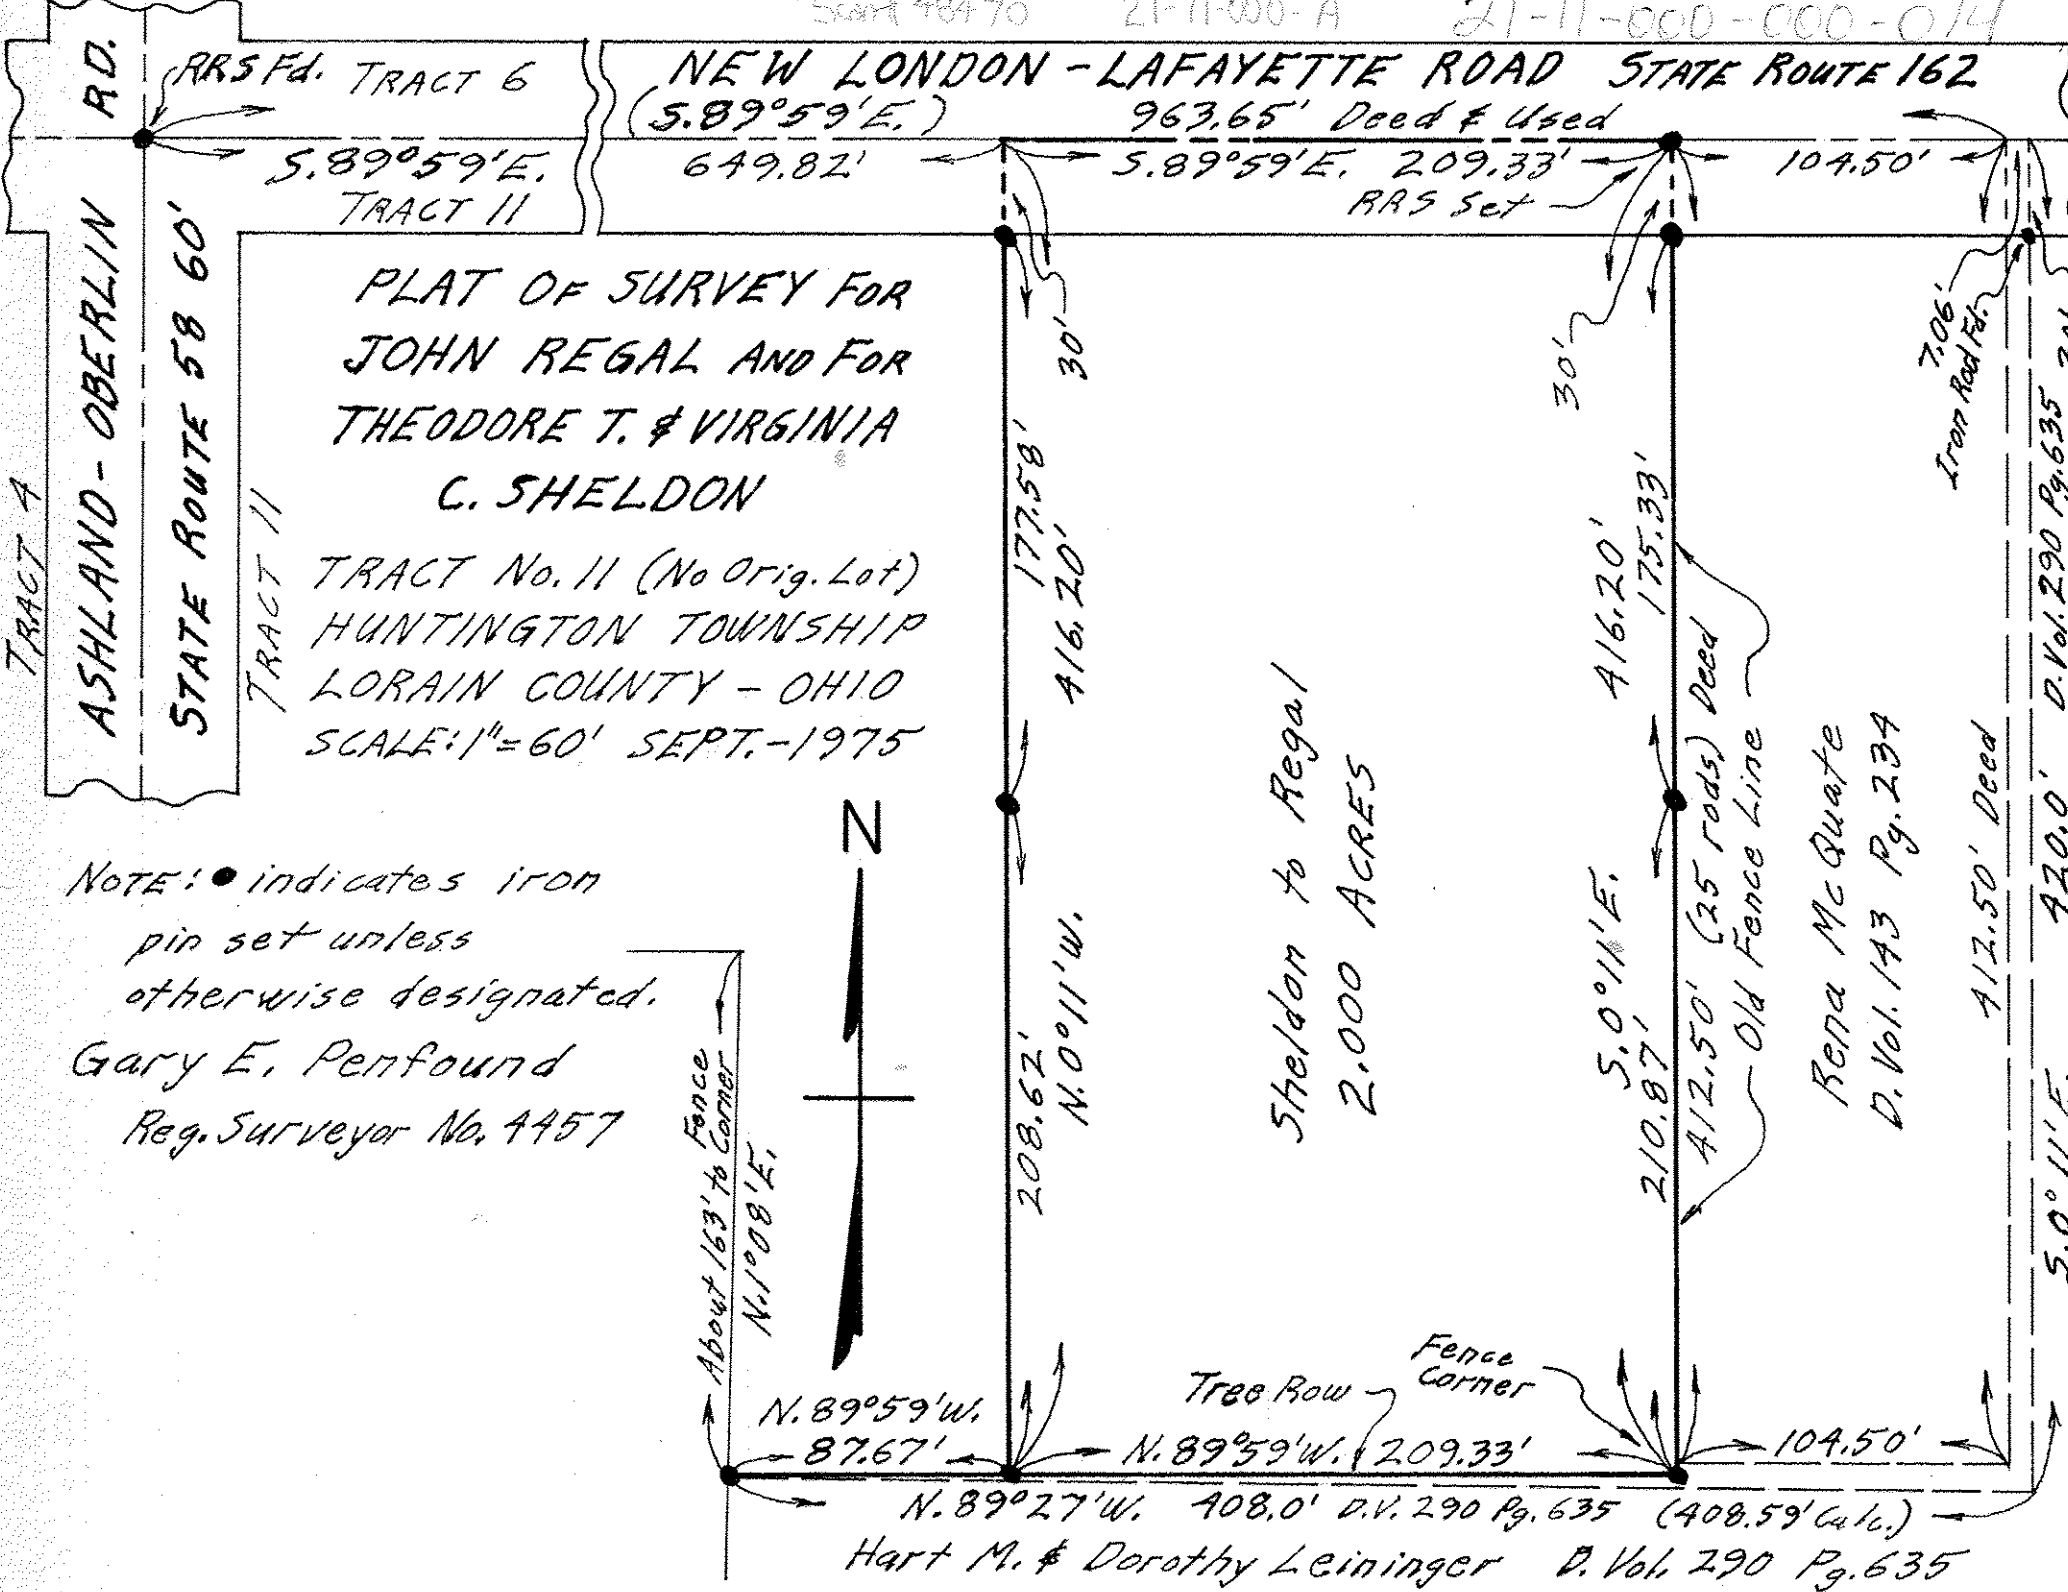 21-11-000-A
21-11-000-000-014
NEW LONDON - LAFAYETTE ROAD STATE ROUTE 162
RRS Fd. TRACT 6
(S.89°59'E.) 963.65' Deed & Used
S.89°59'E. 649.82' S.89°59'E. 209.33' 104.50'
TRACT 11
RRS Set
ASHLAND - OBERLIN RD.
STATE ROUTE 58 60'
TRACT 4
TRACT 11
PLAT OF SURVEY FOR
JOHN REGAL AND FOR
THEODORE T. & VIRGINIA
C. SHELDON
TRACT No. 11 (No Orig. Lot)
HUNTINGTON TOWNSHIP
LORAIN COUNTY - OHIO
SCALE: 1"=60' SEPT.-1975
N
NOTE: ● indicates iron
pin set unless
otherwise designated.
Gary E. Penfound
Reg. Surveyor No. 4457
About 163' to Fence
Corner
N.1°08'E.
30'
177.58'
416.20'
208.62'
N.0°11'W.
Sheldon to Regal
2.000 ACRES
30'
416.20'
175.33'
S.0°11'E.
210.87'
412.50' (25 rods) Deed
Old Fence Line
Rena McQuate
D. Vol. 143 Pg. 234
7.06'
Iron Rod Fd.
412.50' Deed
D. Vol. 290 Pg. 635
420.0'
S.0°11'E.
Tree Row
Fence
Corner
N.89°59'W.
87.67' N.89°59'W. 209.33' 104.50'
N.89°27'W. 408.0' D.V. 290 Pg. 635 (408.59' Calc.)
Hart M. & Dorothy Leininger D. Vol. 290 Pg. 635